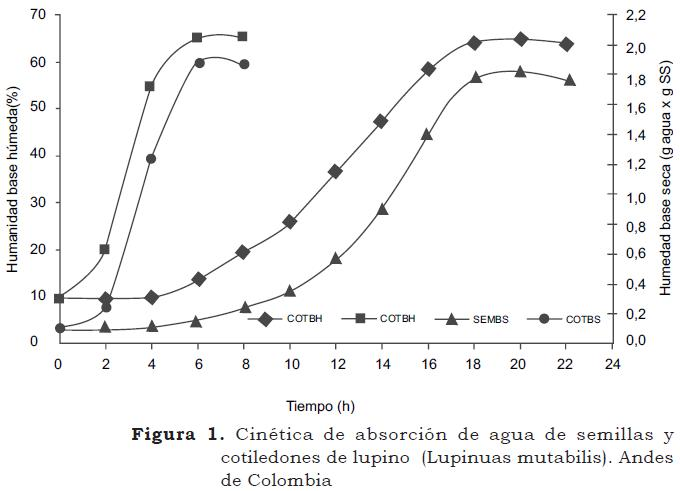 70
60
50
40
30
20
10
0
Humanidad base húmeda(%)
2,2
2,0
1,8
1,6
1,4
1,2
1,0
0,8
0,6
0,4
0,2
0,0
Humedad base seca (g agua x g SS)
COTBH COTBH SEMBS COTBS
0 2 4 6 8 10 12 14 16 18 20 22 24
Tiempo (h)
Figura 1. Cinética de absorción de agua de semillas y
cotiledones de lupino (Lupinuas mutabilis). Andes
de Colombia